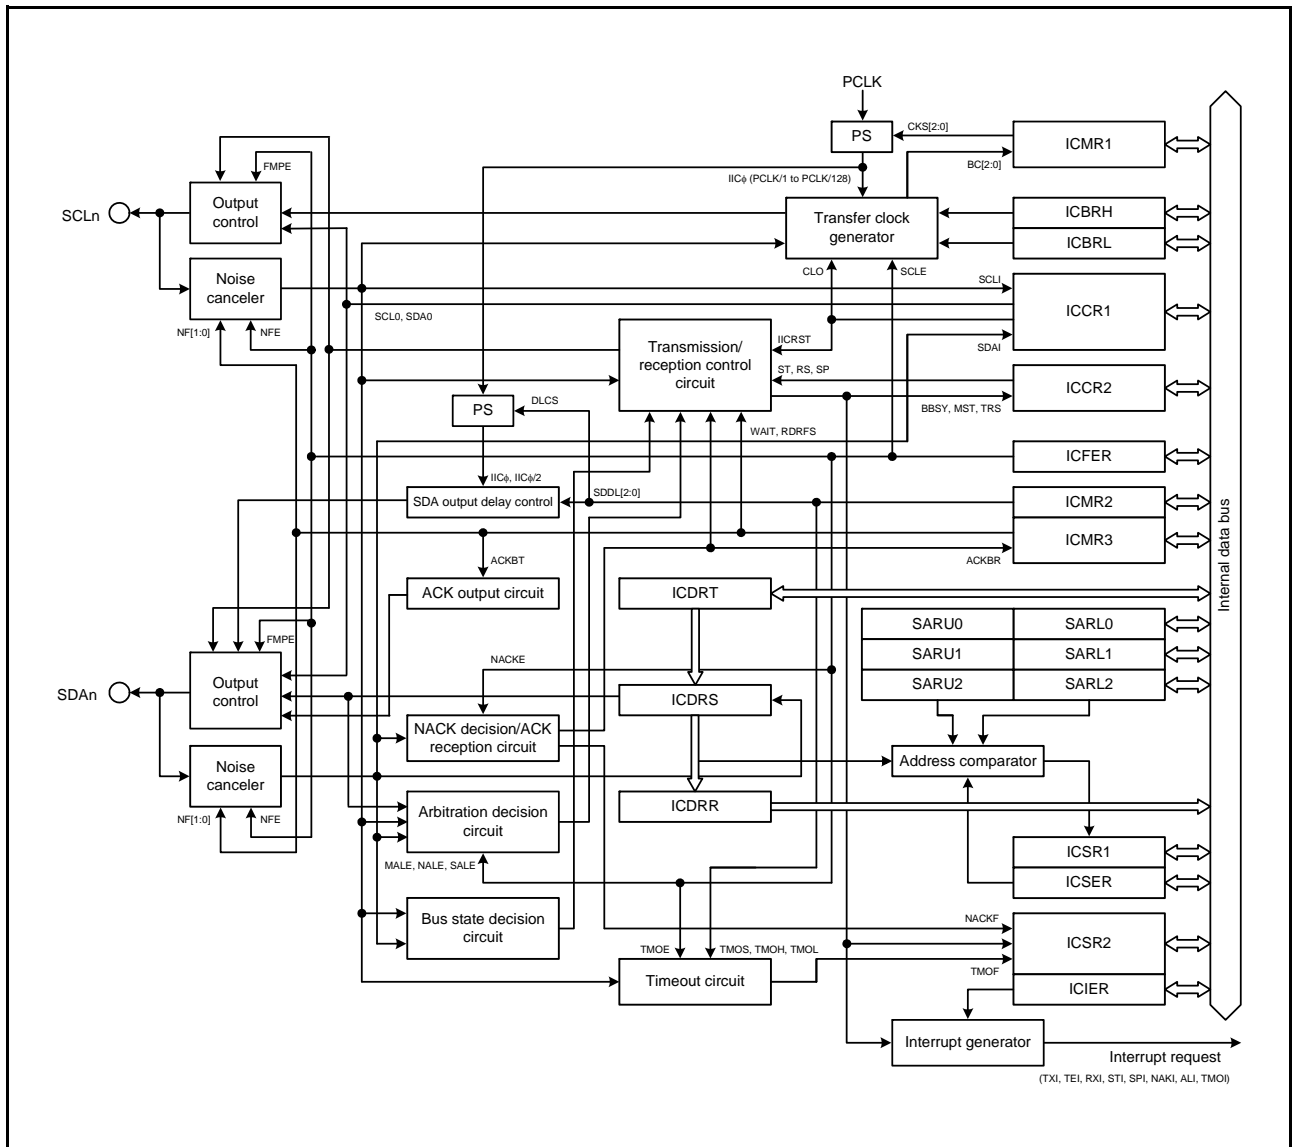 PCLK
PS
CKS[2:0]
ICMR1
BC[2:0]
FMPE
IICφ (PCLK/1 to PCLK/128)
SCLn
Output
control
Transfer clock
generator
ICBRH
ICBRL
Noise
canceler
CLO
SCLE
SCLI
ICCR1
SCL0, SDA0
NF[1:0]
NFE
Transmission/
reception control
circuit
IICRST
SDAI
ST, RS, SP
ICCR2
BBSY, MST, TRS
PS
DLCS
WAIT, RDRFS
ICFER
IICφ, IICφ/2
SDA output delay control
SDDL[2:0]
ICMR2
ICMR3
ACKBT
ACKBR
ACK output circuit
ICDRT
Internal data bus
SARU0
SARL0
SARU1
SARL1
SARU2
SARL2
FMPE
NACKE
SDAn
Output
control
ICDRS
NACK decision/ACK
reception circuit
Address comparator
Noise
canceler
ICDRR
Arbitration decision
circuit
NF[1:0]
NFE
MALE, NALE, SALE
ICSR1
ICSER
Bus state decision
circuit
NACKF
ICSR2
TMOE
TMOS, TMOH, TMOL
TMOF
Timeout circuit
ICIER
Interrupt generator
Interrupt request
(TXI, TEI, RXI, STI, SPI, NAKI, ALI, TMOI)